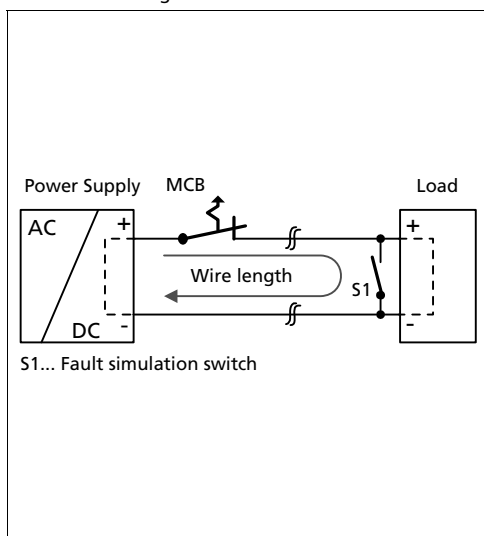 Power Supply MCB Load
AC + +
Wire length
S1
DC - -
S1... Fault simulation switch